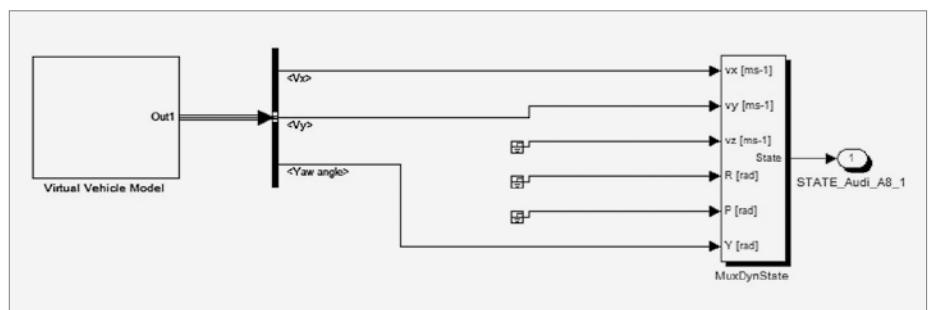 Out1
Virtual Vehicle Model
<Vx>
<Vy>
<Yaw angle>
vx [ms-1]
vy [ms-1]
vz [ms-1]
R [rad]
P [rad]
Y [rad]
State
MuxDynState
1
STATE_Audi_A8_1